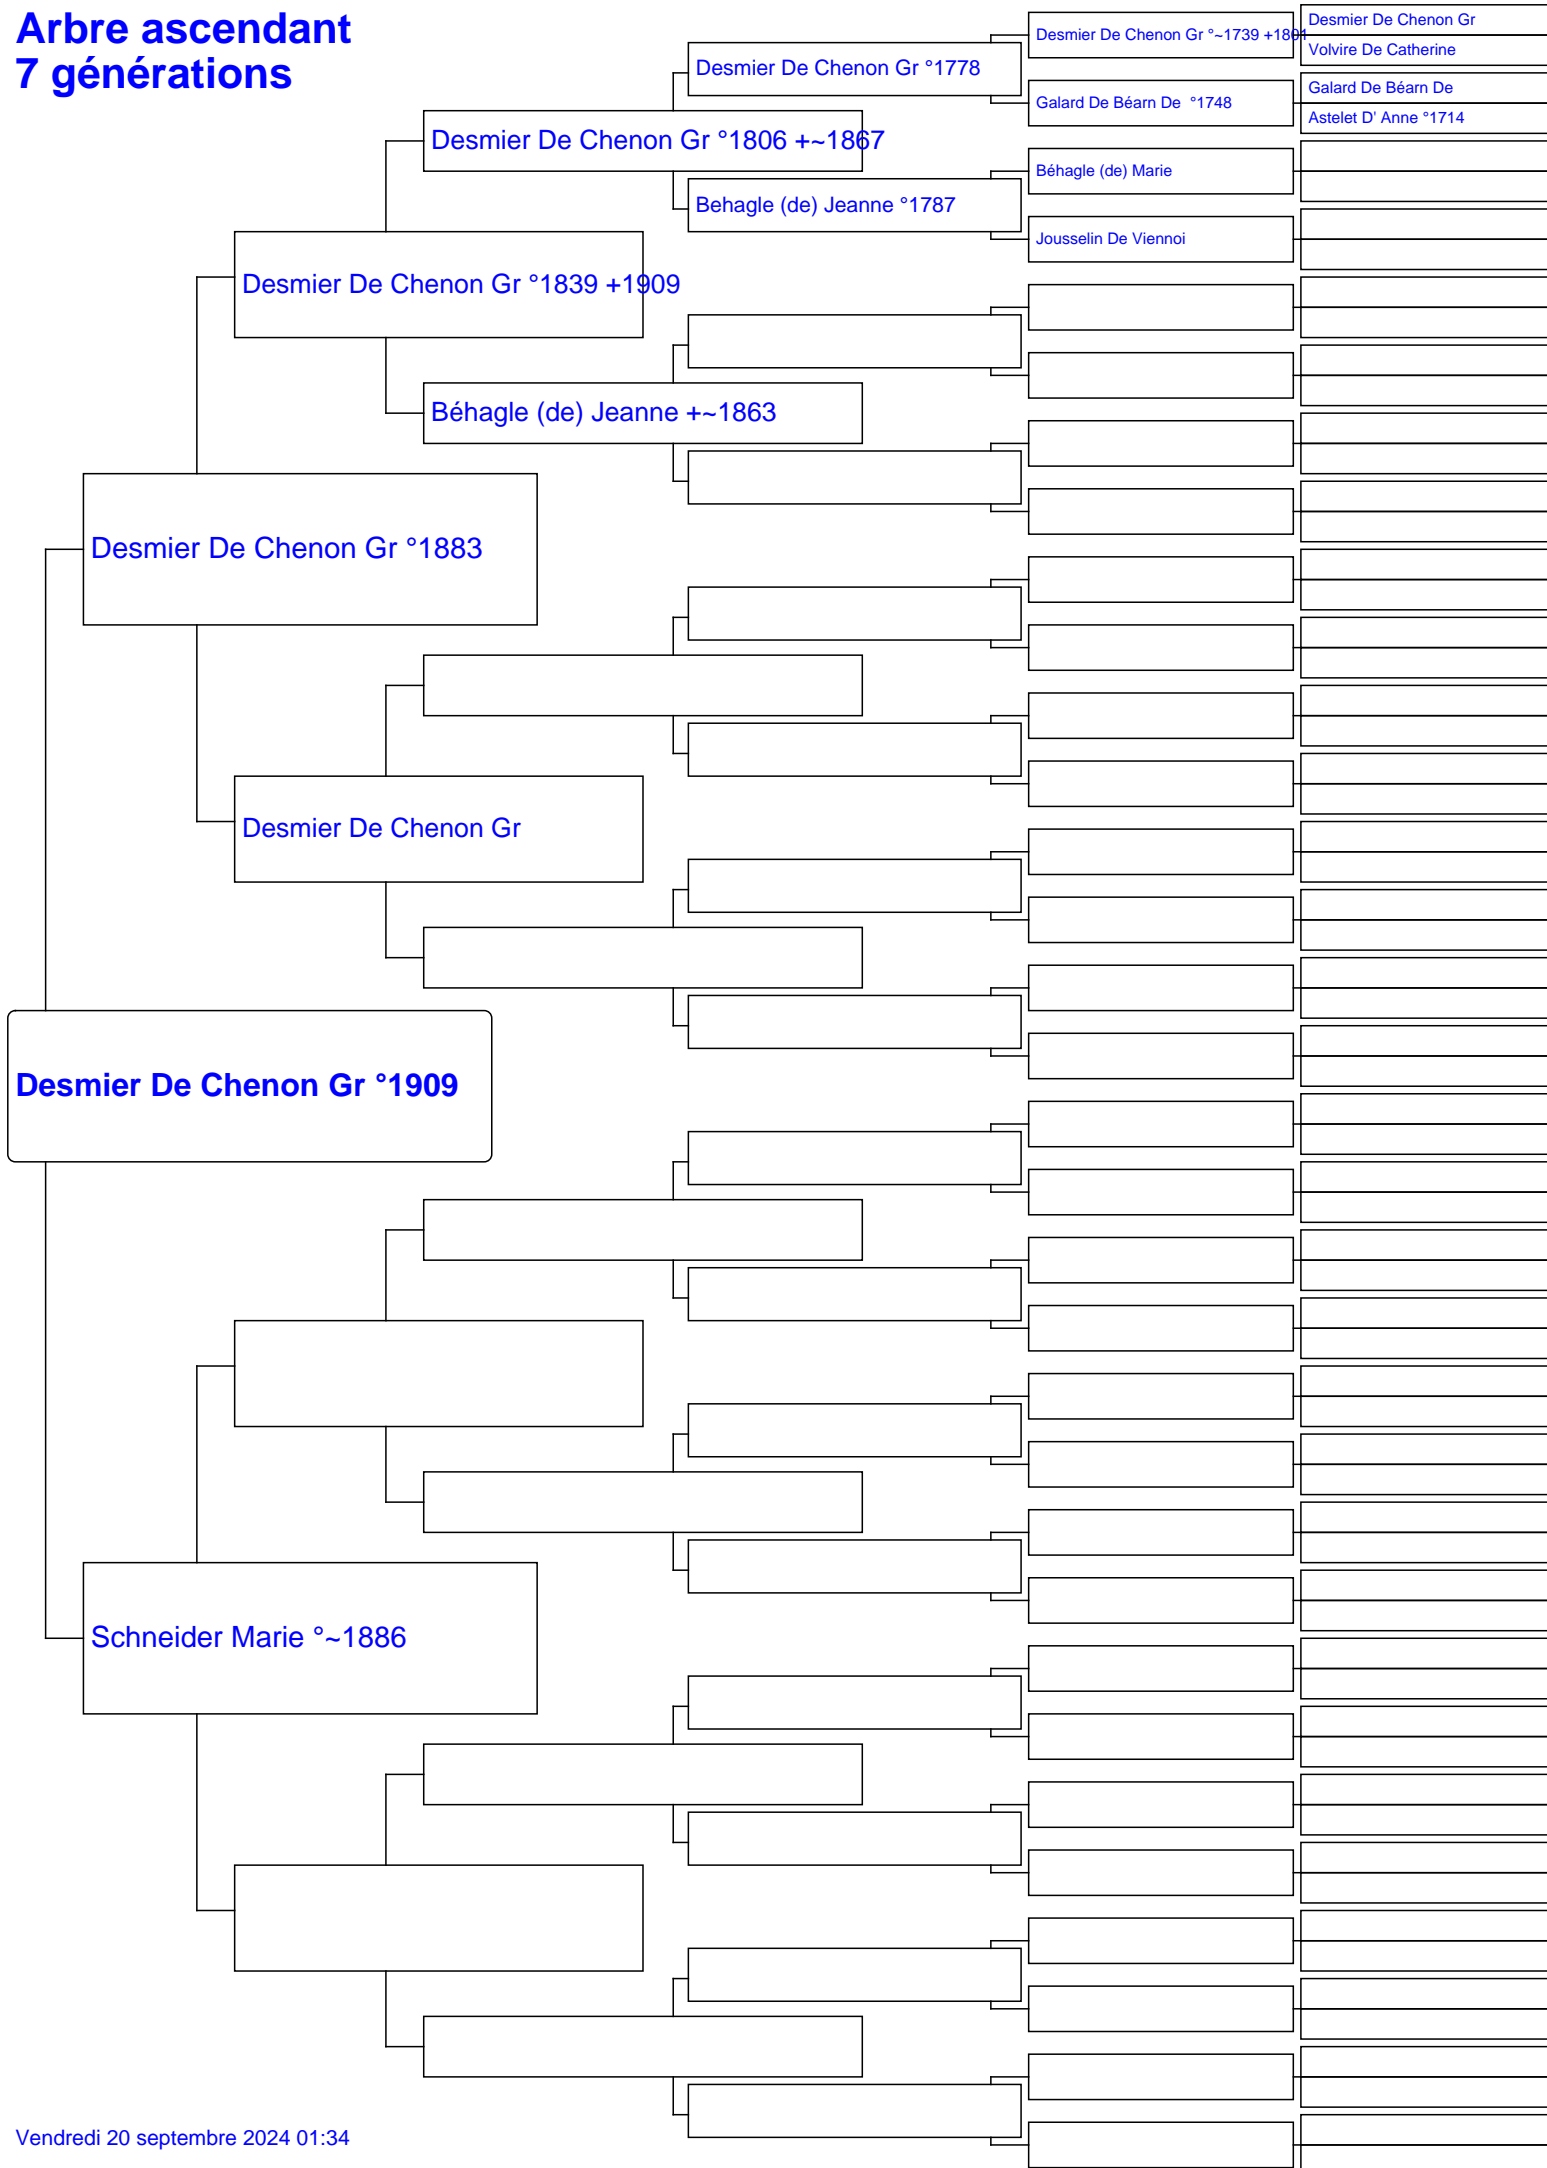 Arbre ascendant
7 générations
Desmier De Chenon Gr °~1739 +1801
Desmier De Chenon Gr
Volvire De Catherine
Desmier De Chenon Gr °1778
Galard De Béarn De °1748
Galard De Béarn De
Astelet D' Anne °1714
Desmier De Chenon Gr °1806 +~1867
Béhagle (de) Marie
Behagle (de) Jeanne °1787
Jousselin De Viennoi
Desmier De Chenon Gr °1839 +1909
Béhagle (de) Jeanne +~1863
Desmier De Chenon Gr °1883
Desmier De Chenon Gr
Desmier De Chenon Gr °1909
Schneider Marie °~1886
Vendredi 20 septembre 2024 01:34